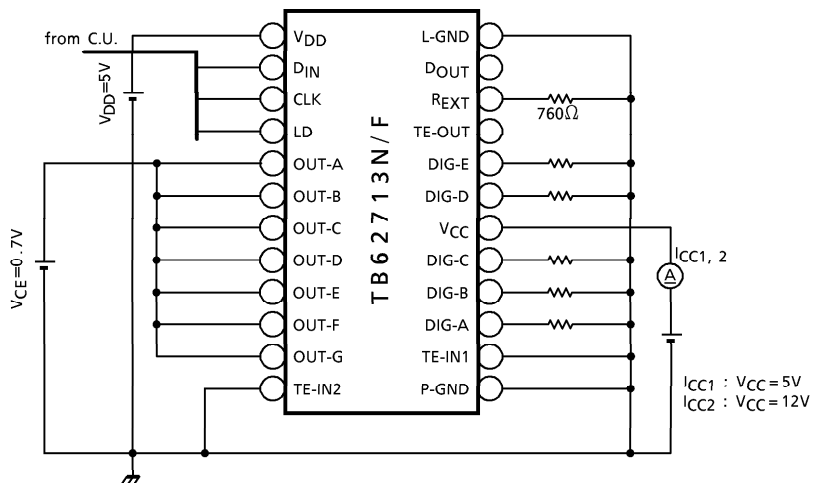 from C.U.
VDD=5V
VCE=0.7V
VDD
DIN
CLK
LD
OUT-A
OUT-B
OUT-C
OUT-D
OUT-E
OUT-F
OUT-G
TE-IN2
TB62713N/F
L-GND
DOUT
REXT
TE-OUT
DIG-E
DIG-D
VCC
DIG-C
DIG-B
DIG-A
TE-IN1
P-GND
760Ω
ICC1, 2
A
ICC1 : VCC=5V
ICC2 : VCC=12V